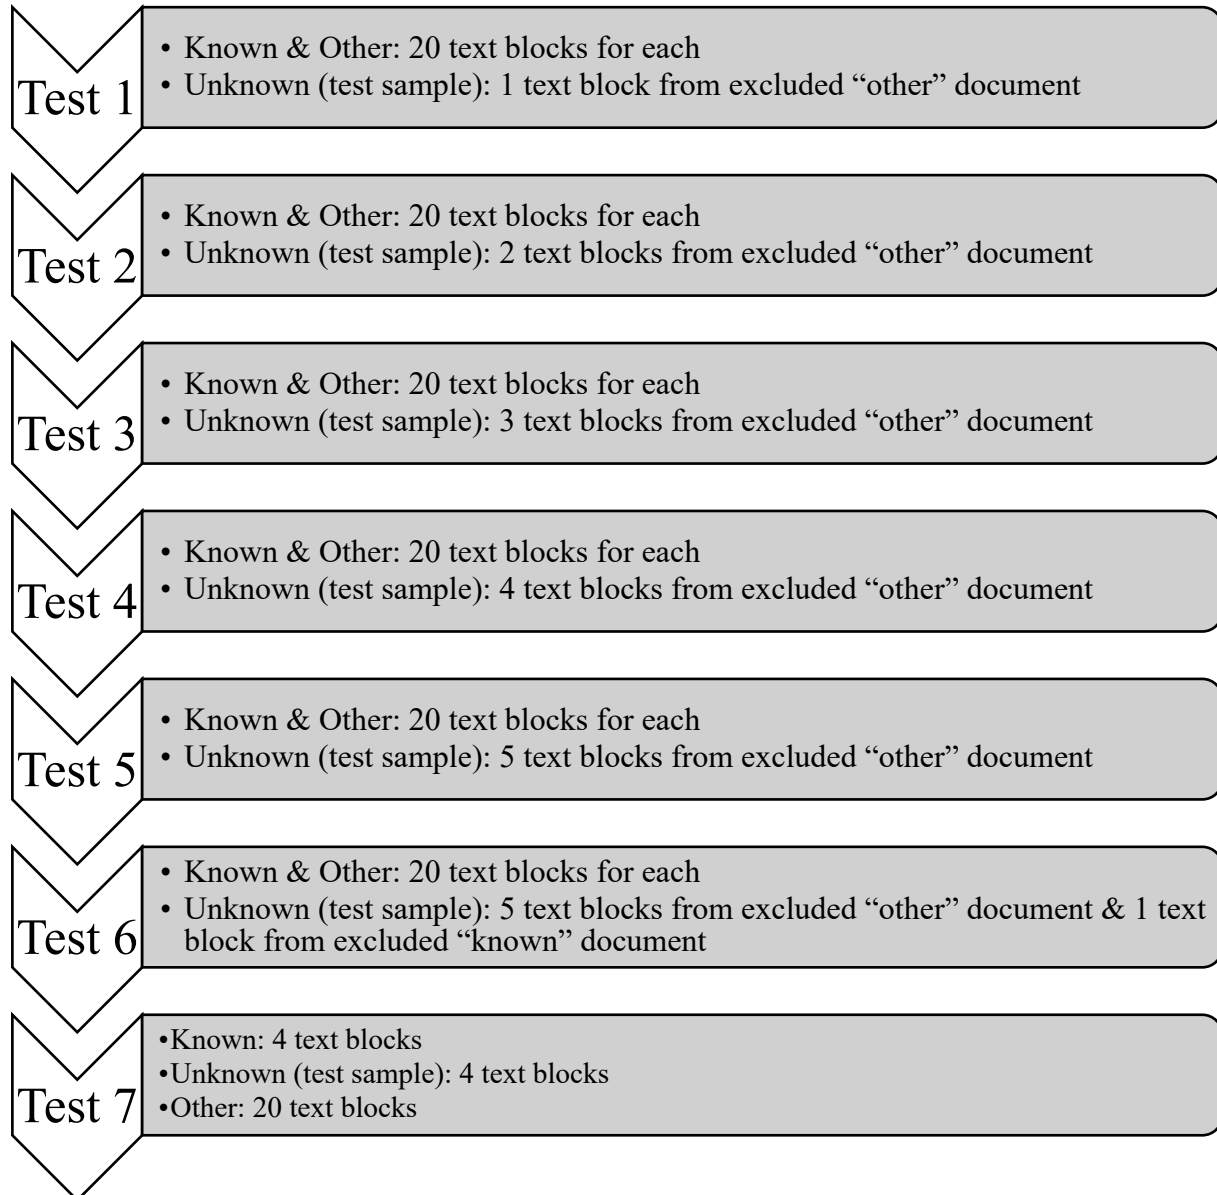 Test 1
• Known & Other: 20 text blocks for each
• Unknown (test sample): 1 text block from excluded “other” document
Test 2
• Known & Other: 20 text blocks for each
• Unknown (test sample): 2 text blocks from excluded “other” document
Test 3
• Known & Other: 20 text blocks for each
• Unknown (test sample): 3 text blocks from excluded “other” document
Test 4
• Known & Other: 20 text blocks for each
• Unknown (test sample): 4 text blocks from excluded “other” document
Test 5
• Known & Other: 20 text blocks for each
• Unknown (test sample): 5 text blocks from excluded “other” document
Test 6
• Known & Other: 20 text blocks for each
• Unknown (test sample): 5 text blocks from excluded “other” document & 1 text
block from excluded “known” document
Test 7
•Known: 4 text blocks
•Unknown (test sample): 4 text blocks
•Other: 20 text blocks